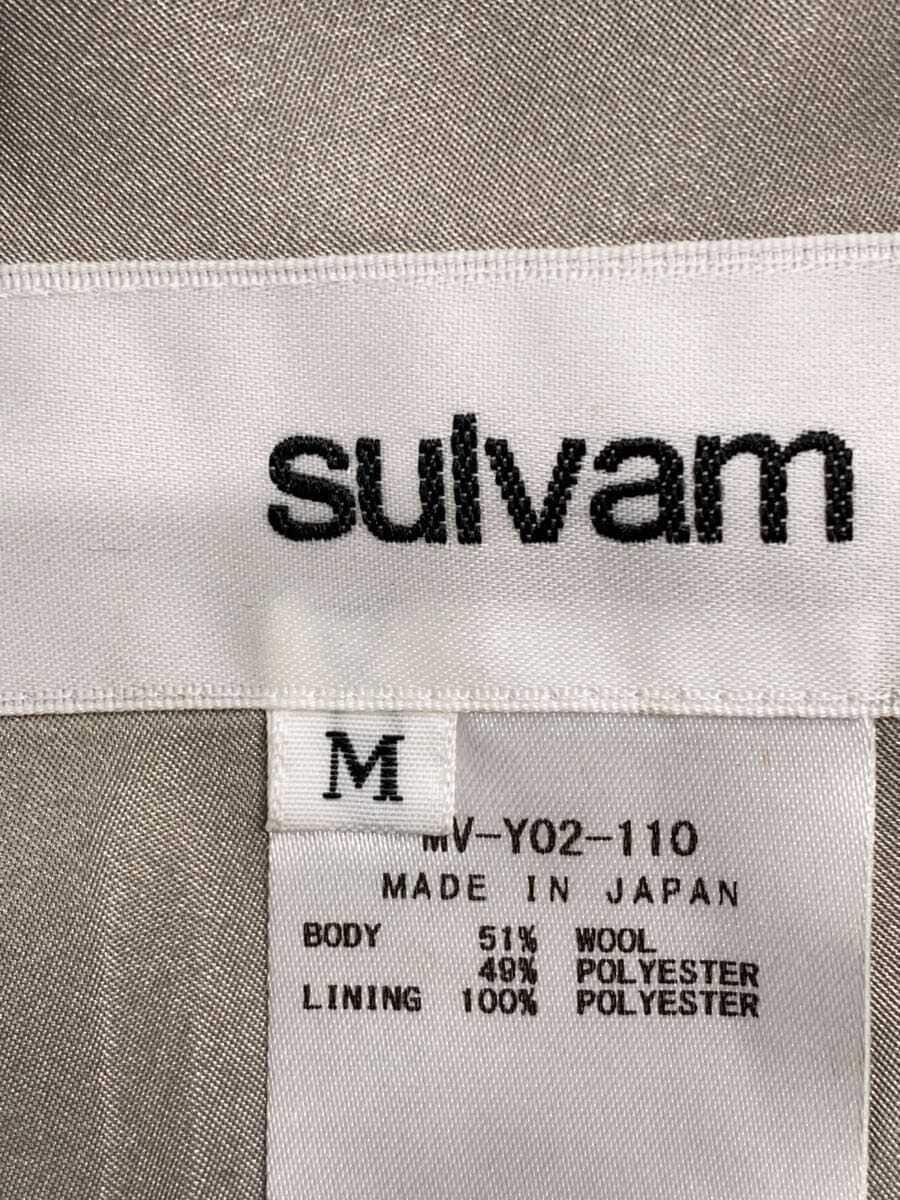 sulvam
M
MV-Y02-110
MADE IN JAPAN
BODY 51% WOOL
49% POLYESTER
LINING 100% POLYESTER